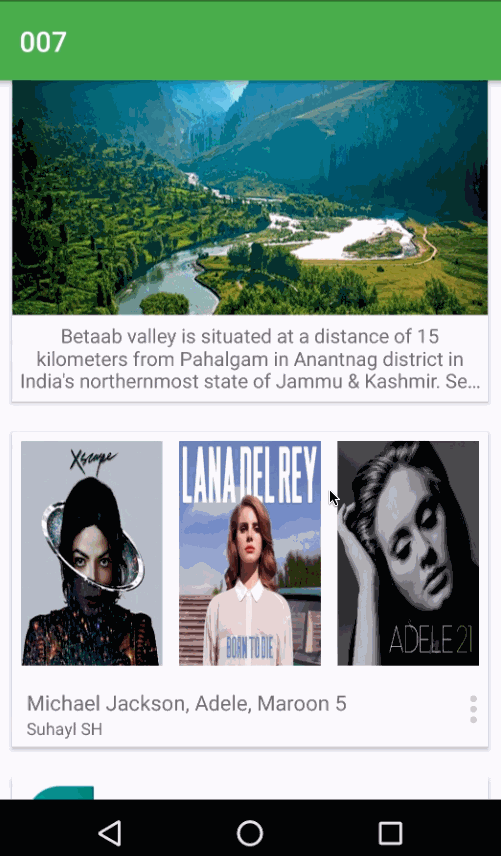 007
Betaab valley is situated at a distance of 15
kilometers from Pahalgam in Anantnag district in
India's northernmost state of Jammu & Kashmir. Se...
Xscape
LANA DEL REY
BORN TO DIE
ADELE 21
Michael Jackson, Adele, Maroon 5
Suhayl SH